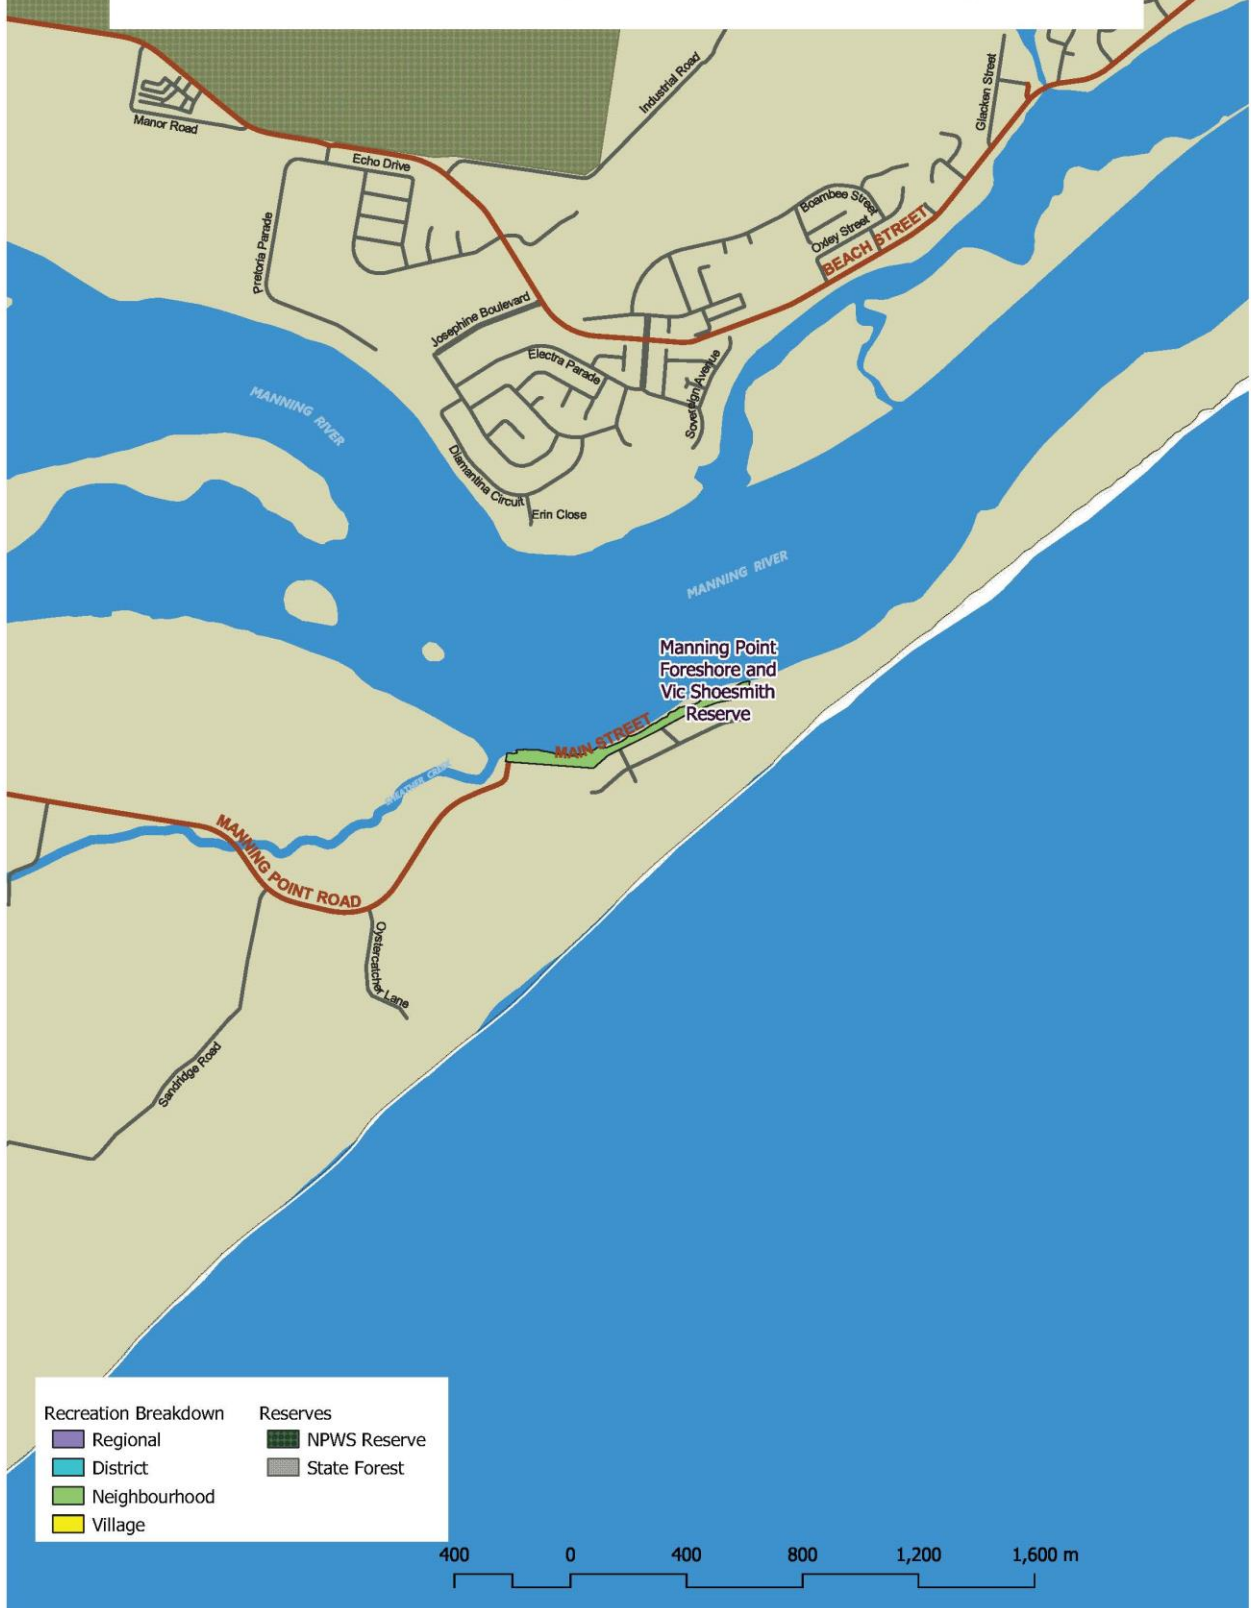 Industrial Road
Glacken Street
Manor Road
Echo Drive
Boambee Street
Oxley Street
BEACH STREET
Pretoria Parade
Josephine Boulevard
Electra Parade
Sovereign Avenue
MANNING RIVER
Diamantina Circuit
Erin Close
MANNING RIVER
Manning Point
Foreshore and
Vic Shoesmith
Reserve
MAIN STREET
CREEK
MANNING POINT ROAD
Oystercatcher Lane
Sandridge Road
Recreation Breakdown
Regional
District
Neighbourhood
Village
Reserves
NPWS Reserve
State Forest
400 0 400 800 1,200 1,600 m